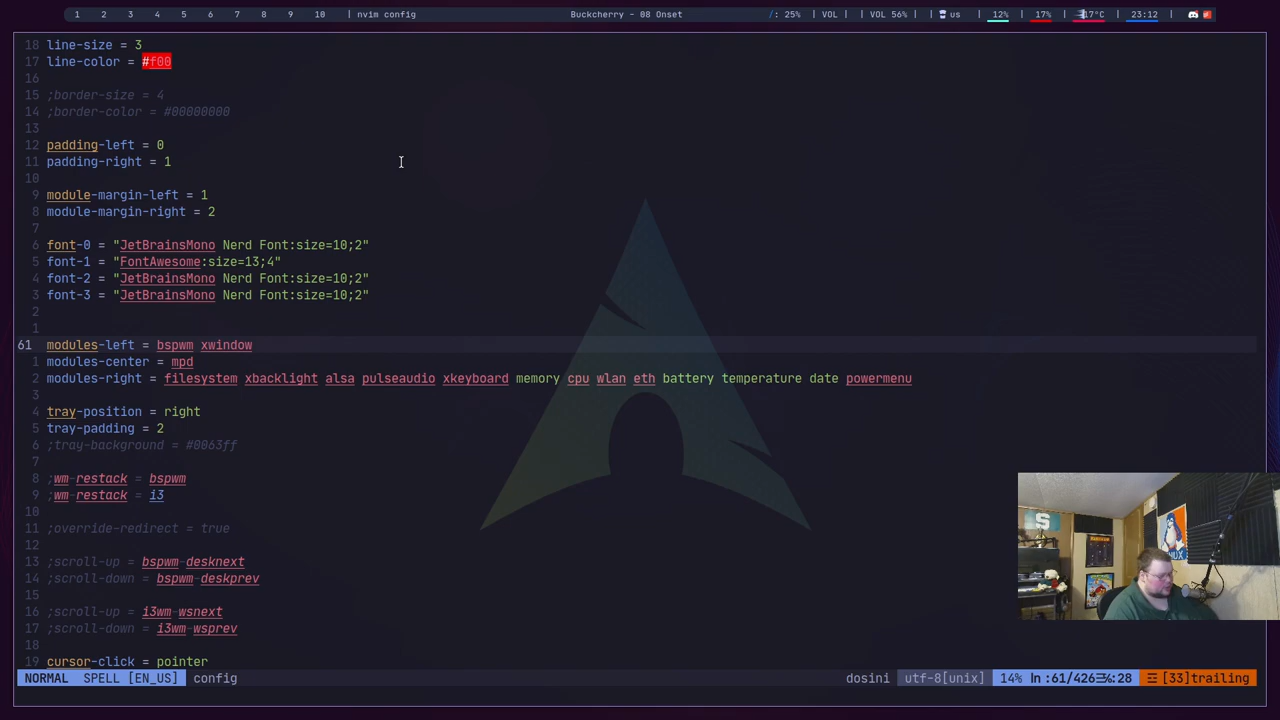 1 2 3 4 5 6 7 8 9 10 | nvim config Buckcherry - 08 Onset /: 25% | VOL | VOL 56% | us | 12% | 17% | 17°C | 23:12 |
18 line-size = 3
17 line-color = #f00
16
15 ;border-size = 4
14 ;border-color = #00000000
13
12 padding-left = 0
11 padding-right = 1
10
9 module-margin-left = 1
8 module-margin-right = 2
7
6 font-0 = "JetBrainsMono Nerd Font:size=10;2"
5 font-1 = "FontAwesome:size=13;4"
4 font-2 = "JetBrainsMono Nerd Font:size=10;2"
3 font-3 = "JetBrainsMono Nerd Font:size=10;2"
2
1
61 modules-left = bspwm xwindow
1 modules-center = mpd
2 modules-right = filesystem xbacklight alsa pulseaudio xkeyboard memory cpu wlan eth battery temperature date powermenu
3
4 tray-position = right
5 tray-padding = 2
6 ;tray-background = #0063ff
7
8 ;wm-restack = bspwm
9 ;wm-restack = i3
10
11 ;override-redirect = true
12
13 ;scroll-up = bspwm-desknext
14 ;scroll-down = bspwm-deskprev
15
16 ;scroll-up = i3wm-wsnext
17 ;scroll-down = i3wm-wsprev
18
19 cursor-click = pointer
NORMAL SPELL [EN_US] config dosini utf-8[unix] 14% ln :61/426 :28 [33]trailing
S